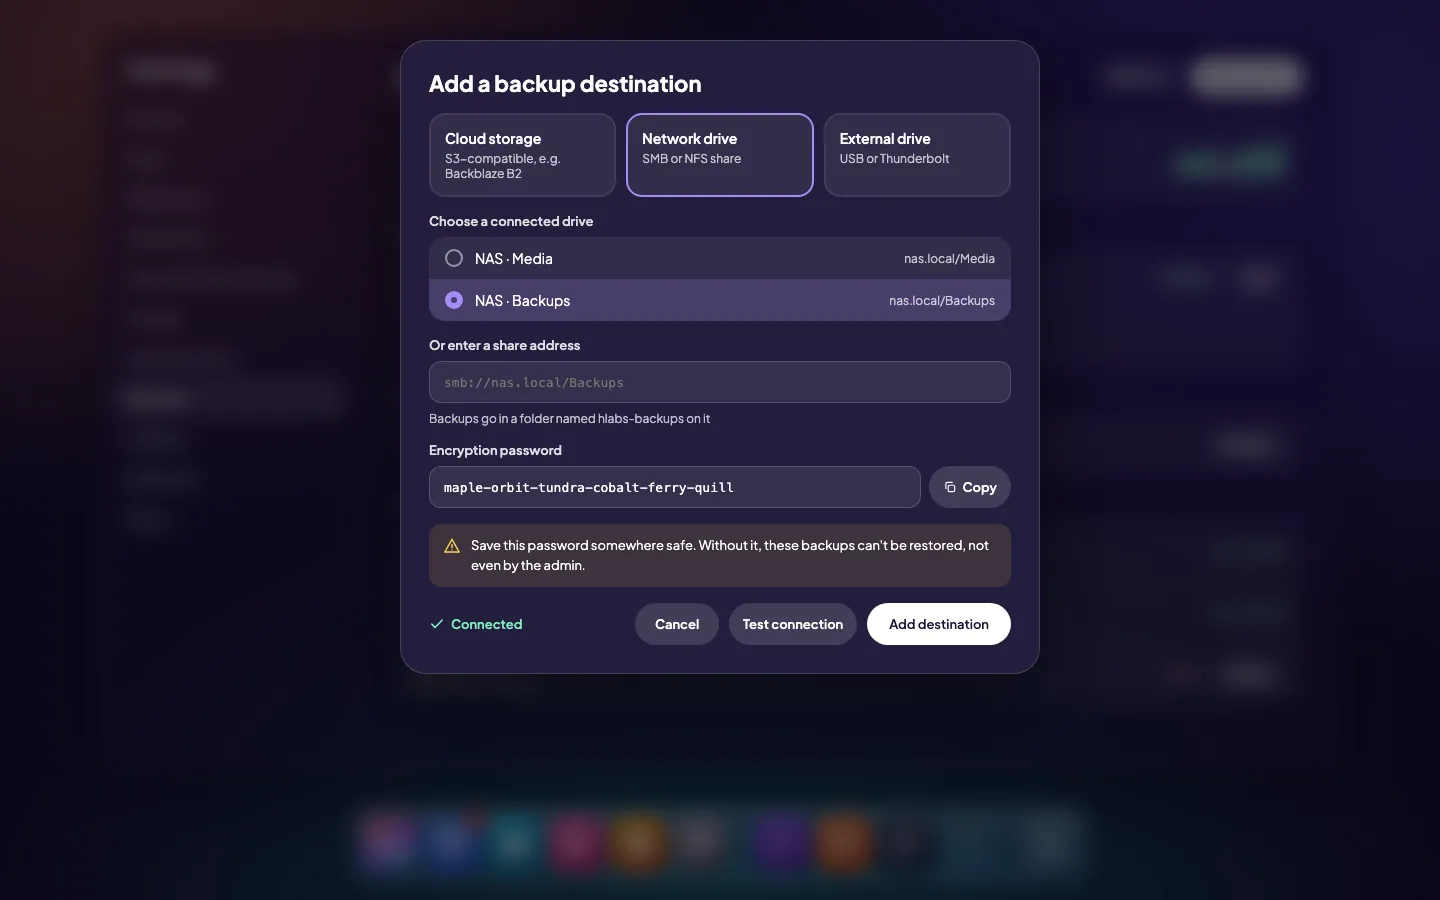 Add a backup destination
Cloud storage
S3-compatible, e.g.
Backblaze B2
Network drive
SMB or NFS share
External drive
USB or Thunderbolt
Choose a connected drive
NAS · Media
nas.local/Media
NAS · Backups
nas.local/Backups
Or enter a share address
smb://nas.local/Backups
Backups go in a folder named hlabs-backups on it
Encryption password
maple-orbit-tundra-cobalt-ferry-quill
Copy
Save this password somewhere safe. Without it, these backups can't be restored, not
even by the admin.
Connected
Cancel
Test connection
Add destination